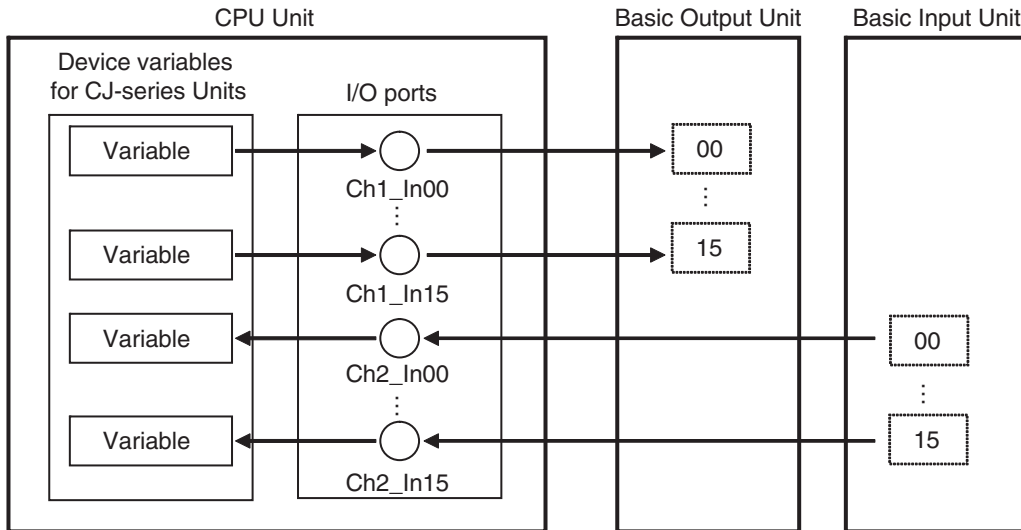 CPU Unit
Basic Output Unit
Basic Input Unit
Device variables
for CJ-series Units
I/O ports
Variable
00
Ch1_In00
Variable
15
Ch1_In15
Variable
00
Ch2_In00
Variable
15
Ch2_In15